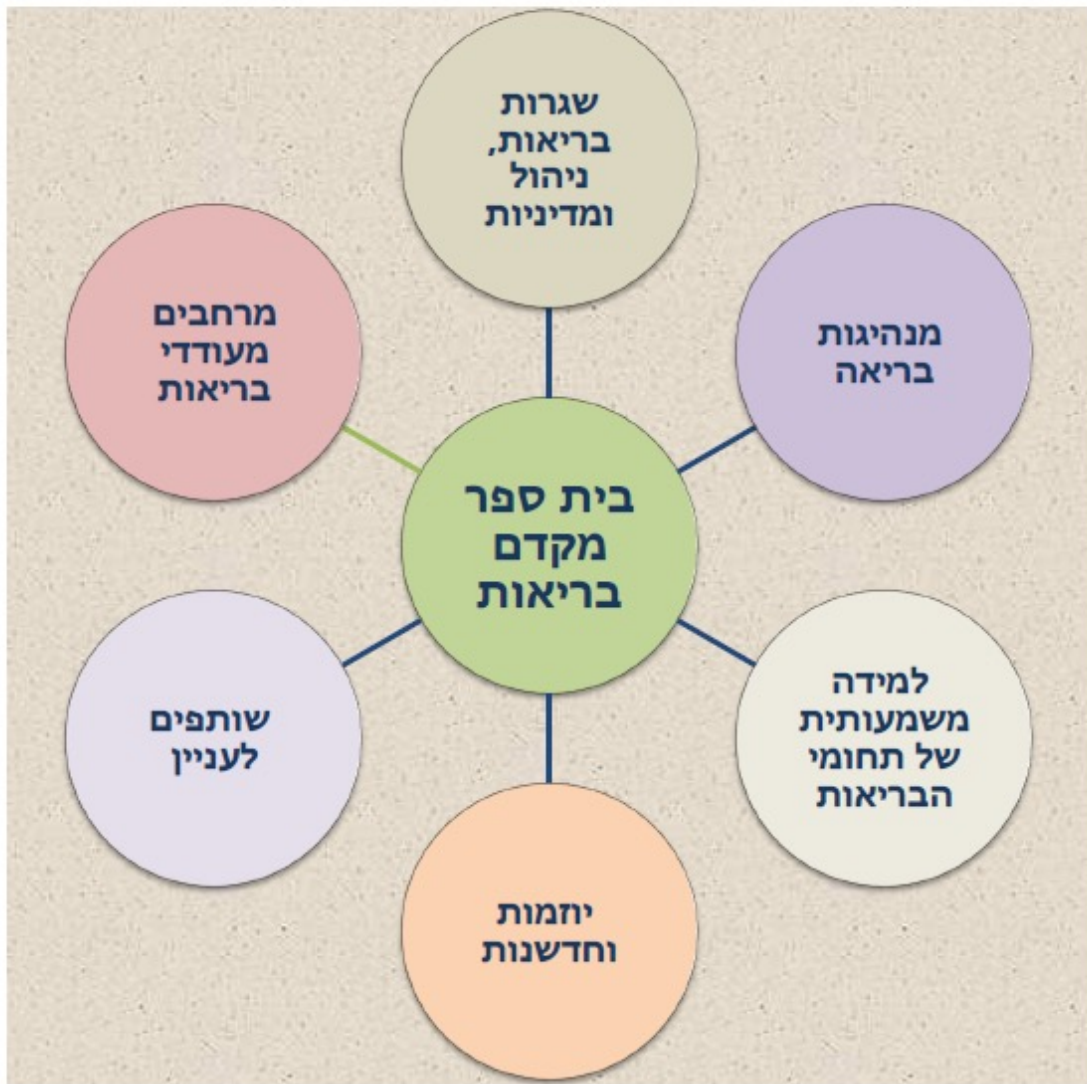 שגרות
בריאות,
ניהול
ומדיניות
מנהיגות
בריאה
למידה
משמעותית
של תחומי
הבריאות
יוזמות
וחדשנות
שותפים
לעניין
מרחבים
מעודדי
בריאות
בית ספר
מקדם
בריאות